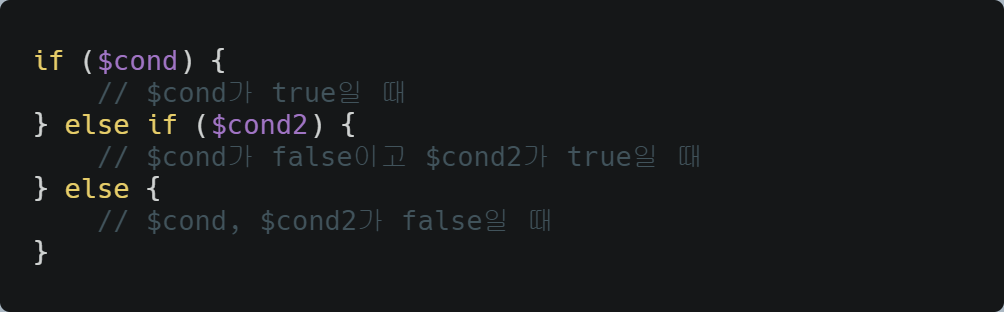 if ($cond) {
    // $cond가 true일 때
} else if ($cond2) {
    // $cond가 false이고 $cond2가 true일 때
} else {
    // $cond, $cond2가 false일 때
}